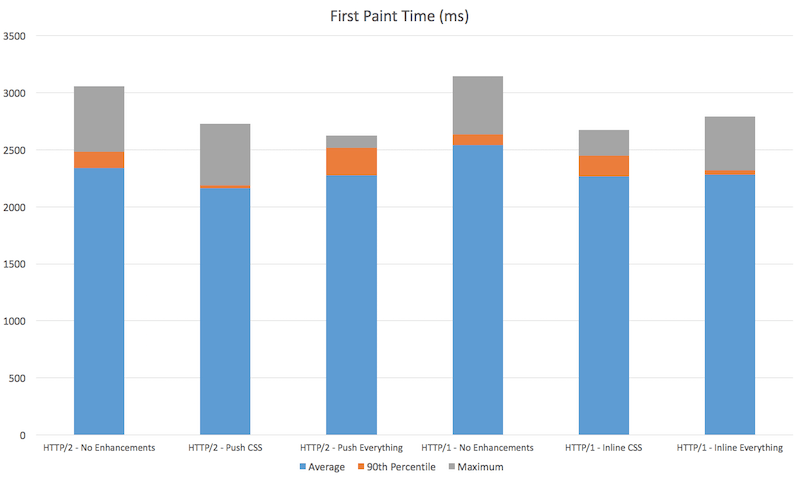 First Paint Time (ms)
3500
3000
2500
2000
1500
1000
500
0
HTTP/2 - No Enhancements HTTP/2 - Push CSS HTTP/2 - Push Everything HTTP/1 - No Enhancements HTTP/1 - Inline CSS HTTP/1 - Inline Everything
Average 90th Percentile Maximum